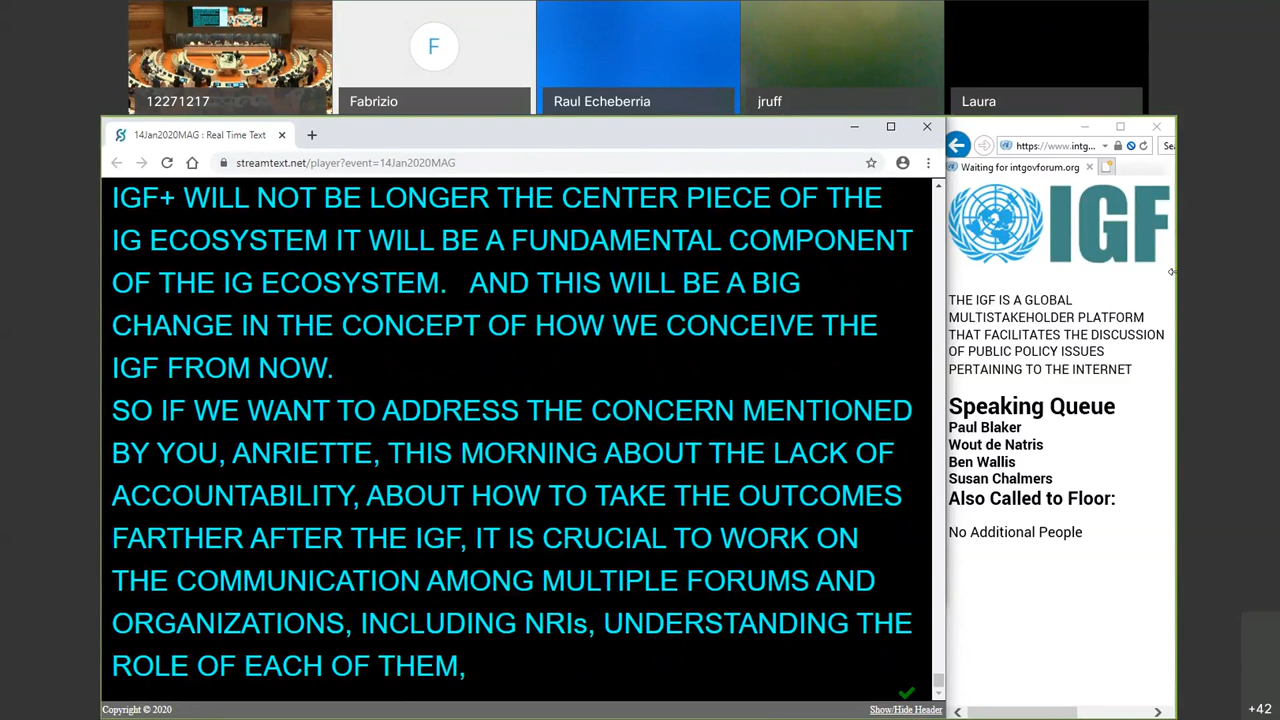 12271217
F
Fabrizio
Raul Echeberria
jruff
Laura
14Jan2020MAG : Real Time Text
streamtext.net/player?event=14Jan2020MAG
IGF+ WILL NOT BE LONGER THE CENTER PIECE OF THE
IG ECOSYSTEM IT WILL BE A FUNDAMENTAL COMPONENT
OF THE IG ECOSYSTEM. AND THIS WILL BE A BIG
CHANGE IN THE CONCEPT OF HOW WE CONCEIVE THE
IGF FROM NOW.
SO IF WE WANT TO ADDRESS THE CONCERN MENTIONED
BY YOU, ANRIETTE, THIS MORNING ABOUT THE LACK OF
ACCOUNTABILITY, ABOUT HOW TO TAKE THE OUTCOMES
FARTHER AFTER THE IGF, IT IS CRUCIAL TO WORK ON
THE COMMUNICATION AMONG MULTIPLE FORUMS AND
ORGANIZATIONS, INCLUDING NRIs, UNDERSTANDING THE
ROLE OF EACH OF THEM,
Copyright © 2020
Show/Hide Header
https://www.intg...
Sea
Waiting for intgovforum.org
IGF
THE IGF IS A GLOBAL
MULTISTAKEHOLDER PLATFORM
THAT FACILITATES THE DISCUSSION
OF PUBLIC POLICY ISSUES
PERTAINING TO THE INTERNET
Speaking Queue
Paul Blaker
Wout de Natris
Ben Wallis
Susan Chalmers
Also Called to Floor:
No Additional People
+42